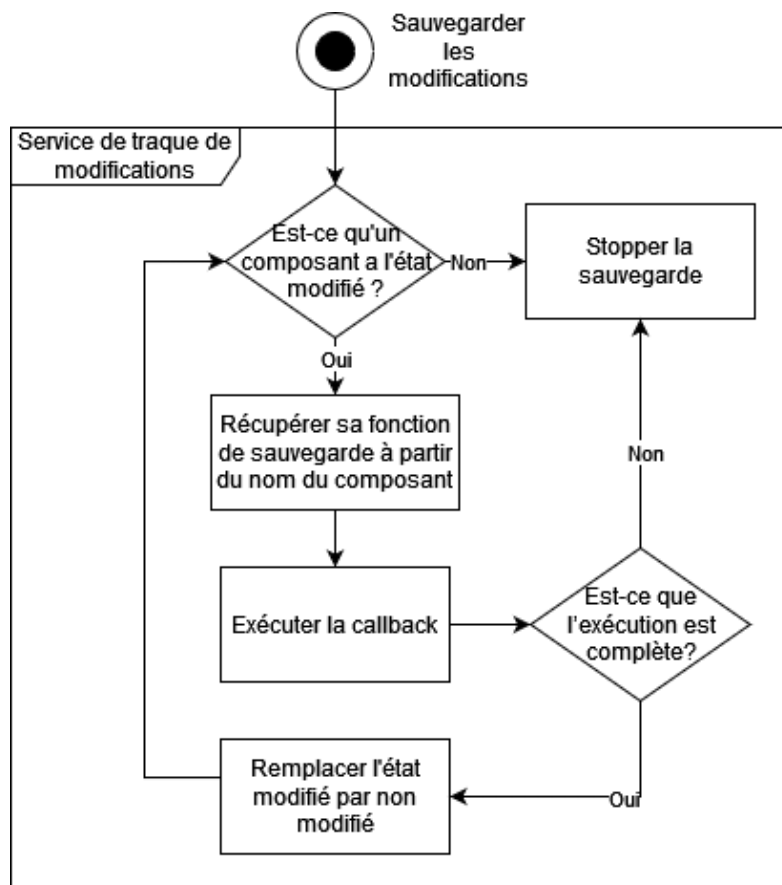 Sauvegarder
les
modifications
Service de traque de
modifications
Est-ce qu'un
composant a l'état
modifié ?
Non
Stopper la
sauvegarde
Oui
Récupérer sa fonction
de sauvegarde à partir
du nom du composant
Non
Exécuter la callback
Est-ce que
l'exécution est
complète?
Remplacer l'état
modifié par non
modifié
Oui